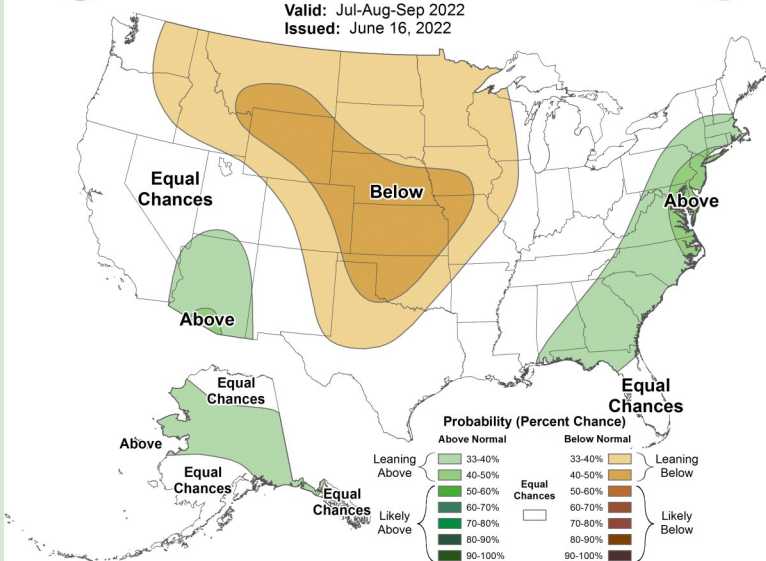 Valid: Jul-Aug-Sep 2022
Issued: June 16, 2022
Equal
Chances
Below
Above
Above
Equal
Chances
Equal
Chances
Above
Equal
Chances
Equal
Chances
Probability (Percent Chance)
Above Normal Below Normal
Leaning
Above
33-40% 33-40%
40-50% 40-50%
Leaning
Below
Equal
Chances
Likely
Above
50-60% 50-60%
60-70% 60-70%
70-80% 70-80%
80-90% 80-90%
90-100% 90-100%
Likely
Below